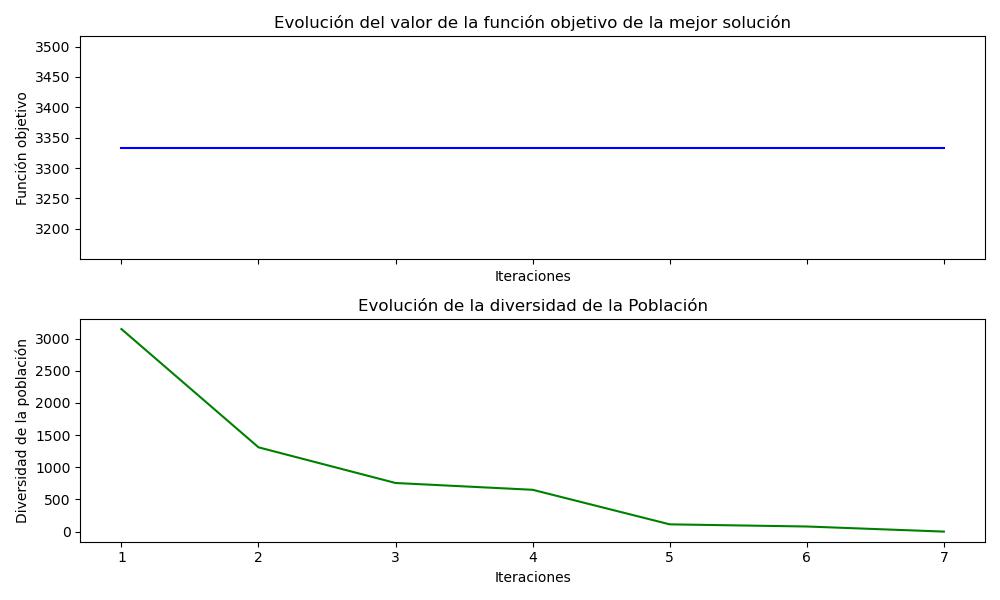 Evolución del valor de la función objetivo de la mejor solución
Función objetivo
3500
3450
3400
3350
3300
3250
3200
Iteraciones
Evolución de la diversidad de la Población
Diversidad de la población
3000
2500
2000
1500
1000
500
0
1 2 3 4 5 6 7
Iteraciones